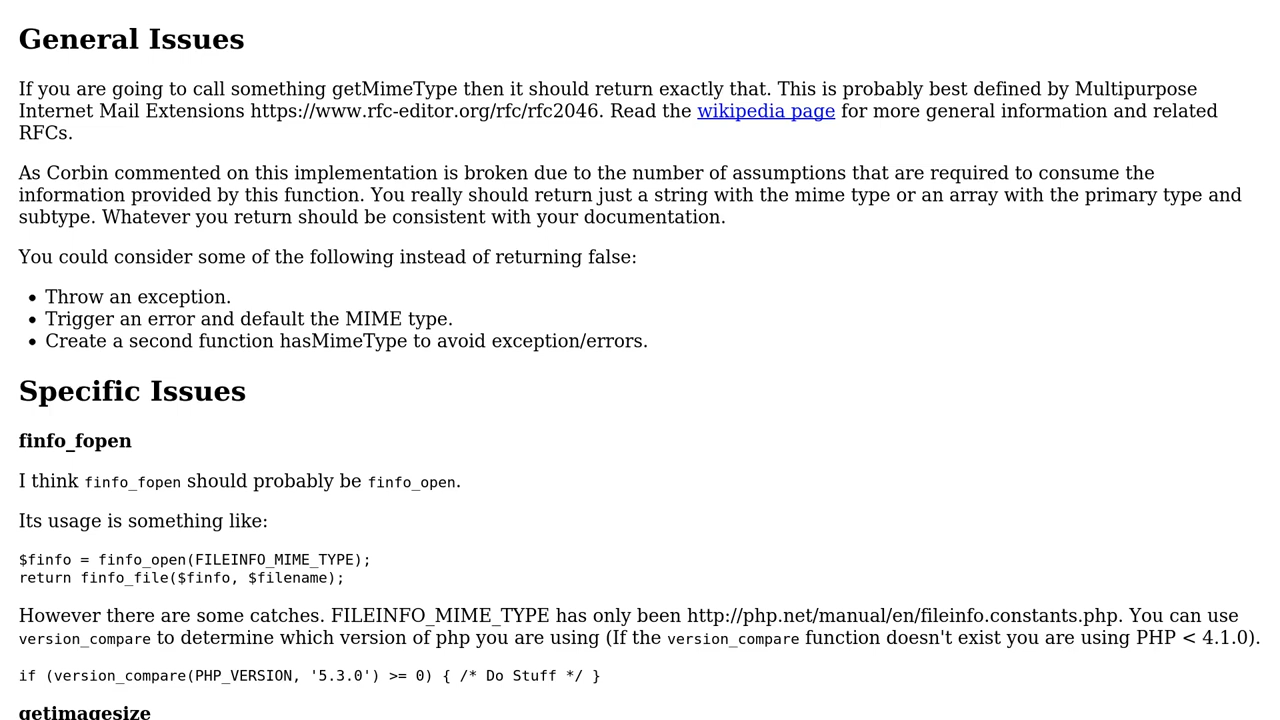 General Issues
If you are going to call something getMimeType then it should return exactly that. This is probably best defined by Multipurpose
Internet Mail Extensions https://www.rfc-editor.org/rfc/rfc2046. Read the wikipedia page for more general information and related
RFCs.
As Corbin commented on this implementation is broken due to the number of assumptions that are required to consume the
information provided by this function. You really should return just a string with the mime type or an array with the primary type and
subtype. Whatever you return should be consistent with your documentation.
You could consider some of the following instead of returning false:
• Throw an exception.
• Trigger an error and default the MIME type.
• Create a second function hasMimeType to avoid exception/errors.
Specific Issues
finfo_fopen
I think finfo_fopen should probably be finfo_open.
Its usage is something like:
$finfo = finfo_open(FILEINFO_MIME_TYPE);
return finfo_file($finfo, $filename);
However there are some catches. FILEINFO_MIME_TYPE has only been http://php.net/manual/en/fileinfo.constants.php. You can use
version_compare to determine which version of php you are using (If the version_compare function doesn't exist you are using PHP < 4.1.0).
if (version_compare(PHP_VERSION, '5.3.0') >= 0) { /* Do Stuff */ }
getimagesize